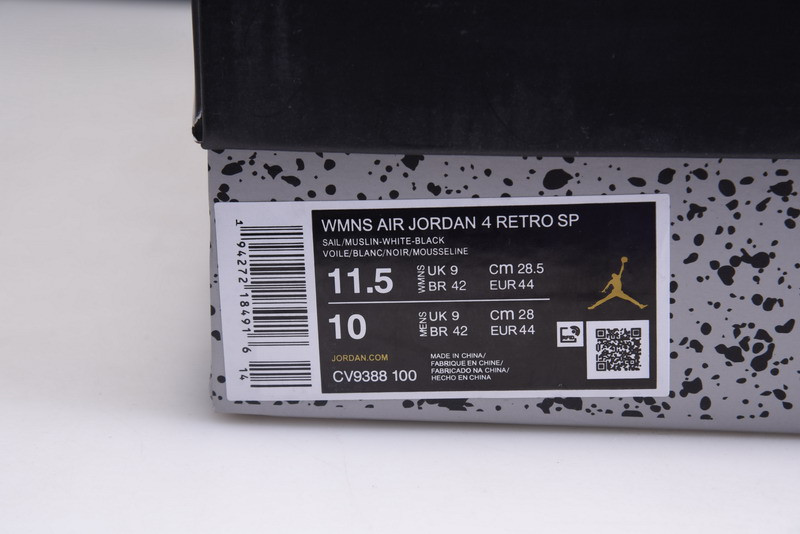 WMNS AIR JORDAN 4 RETRO SP
SAIL/MUSLIN-WHITE-BLACK
VOILE/BLANC/NOIR/MOUSSELINE
11.5 WMNS UK 9 cm 28.5
BR 42 EUR 44
10 MENS UK 9 cm 28
BR 42 EUR 44
JORDAN.COM
CV9388 100
MADE IN CHINA/
FABRIQUE EN CHINE/
FABRICADO NA CHINA/
HECHO EN CHINA
1 94272 18491 6 14